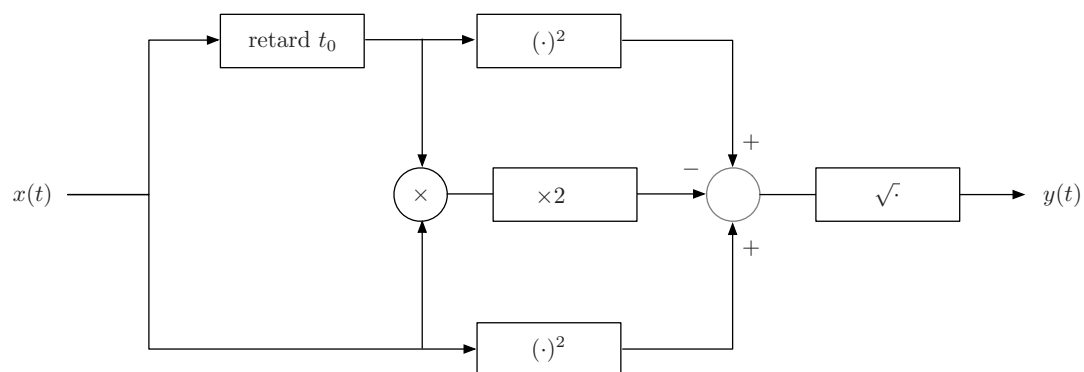 retard t₀
(·)²
+
x(t)
×
×2
−
√·
y(t)
+
(·)²